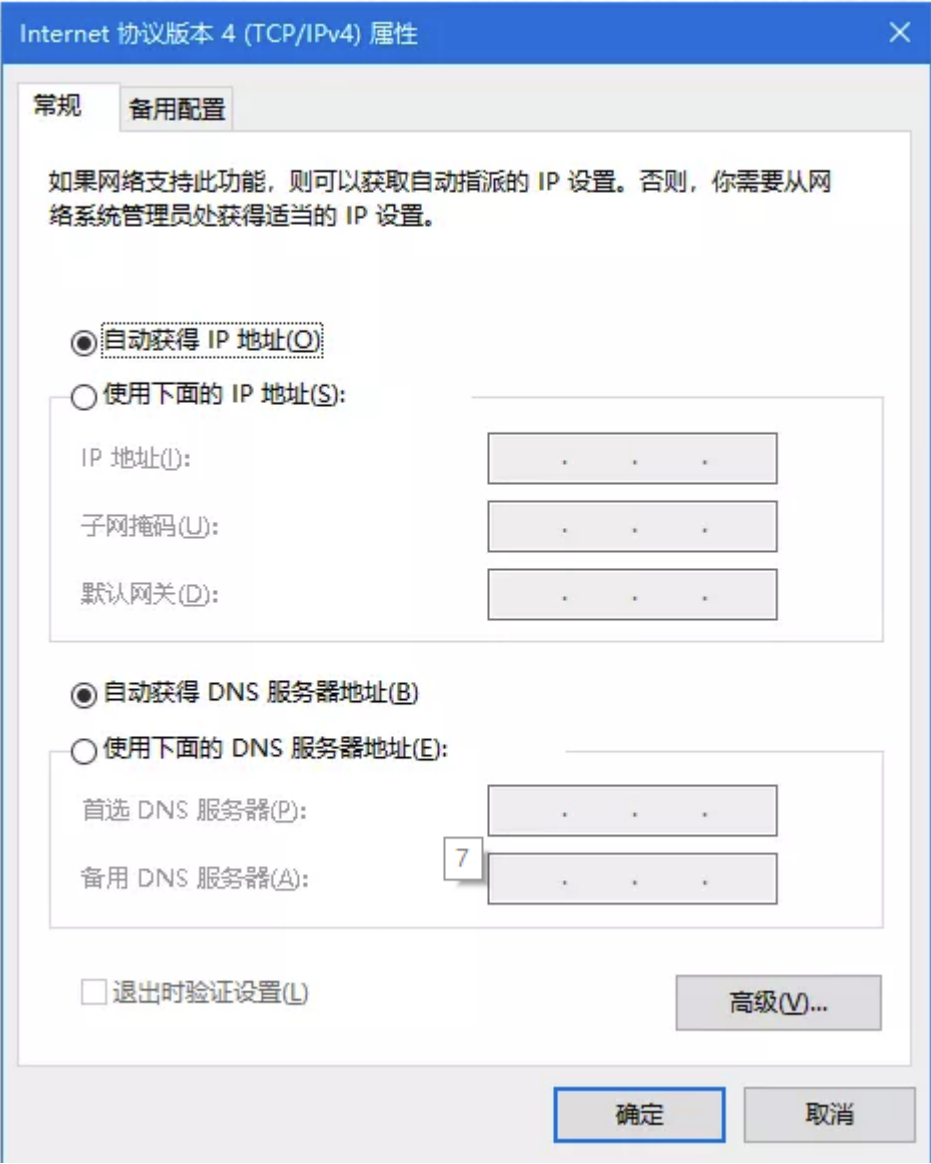 Internet 协议版本 4 (TCP/IPv4) 属性
常规
备用配置
如果网络支持此功能，则可以获取自动指派的 IP 设置。否则，你需要从网
络系统管理员处获得适当的 IP 设置。
自动获得 IP 地址(O)
使用下面的 IP 地址(S):
IP 地址(I):
子网掩码(U):
默认网关(D):
自动获得 DNS 服务器地址(B)
使用下面的 DNS 服务器地址(E):
首选 DNS 服务器(P):
7
备用 DNS 服务器(A):
退出时验证设置(L)
高级(V)...
确定
取消